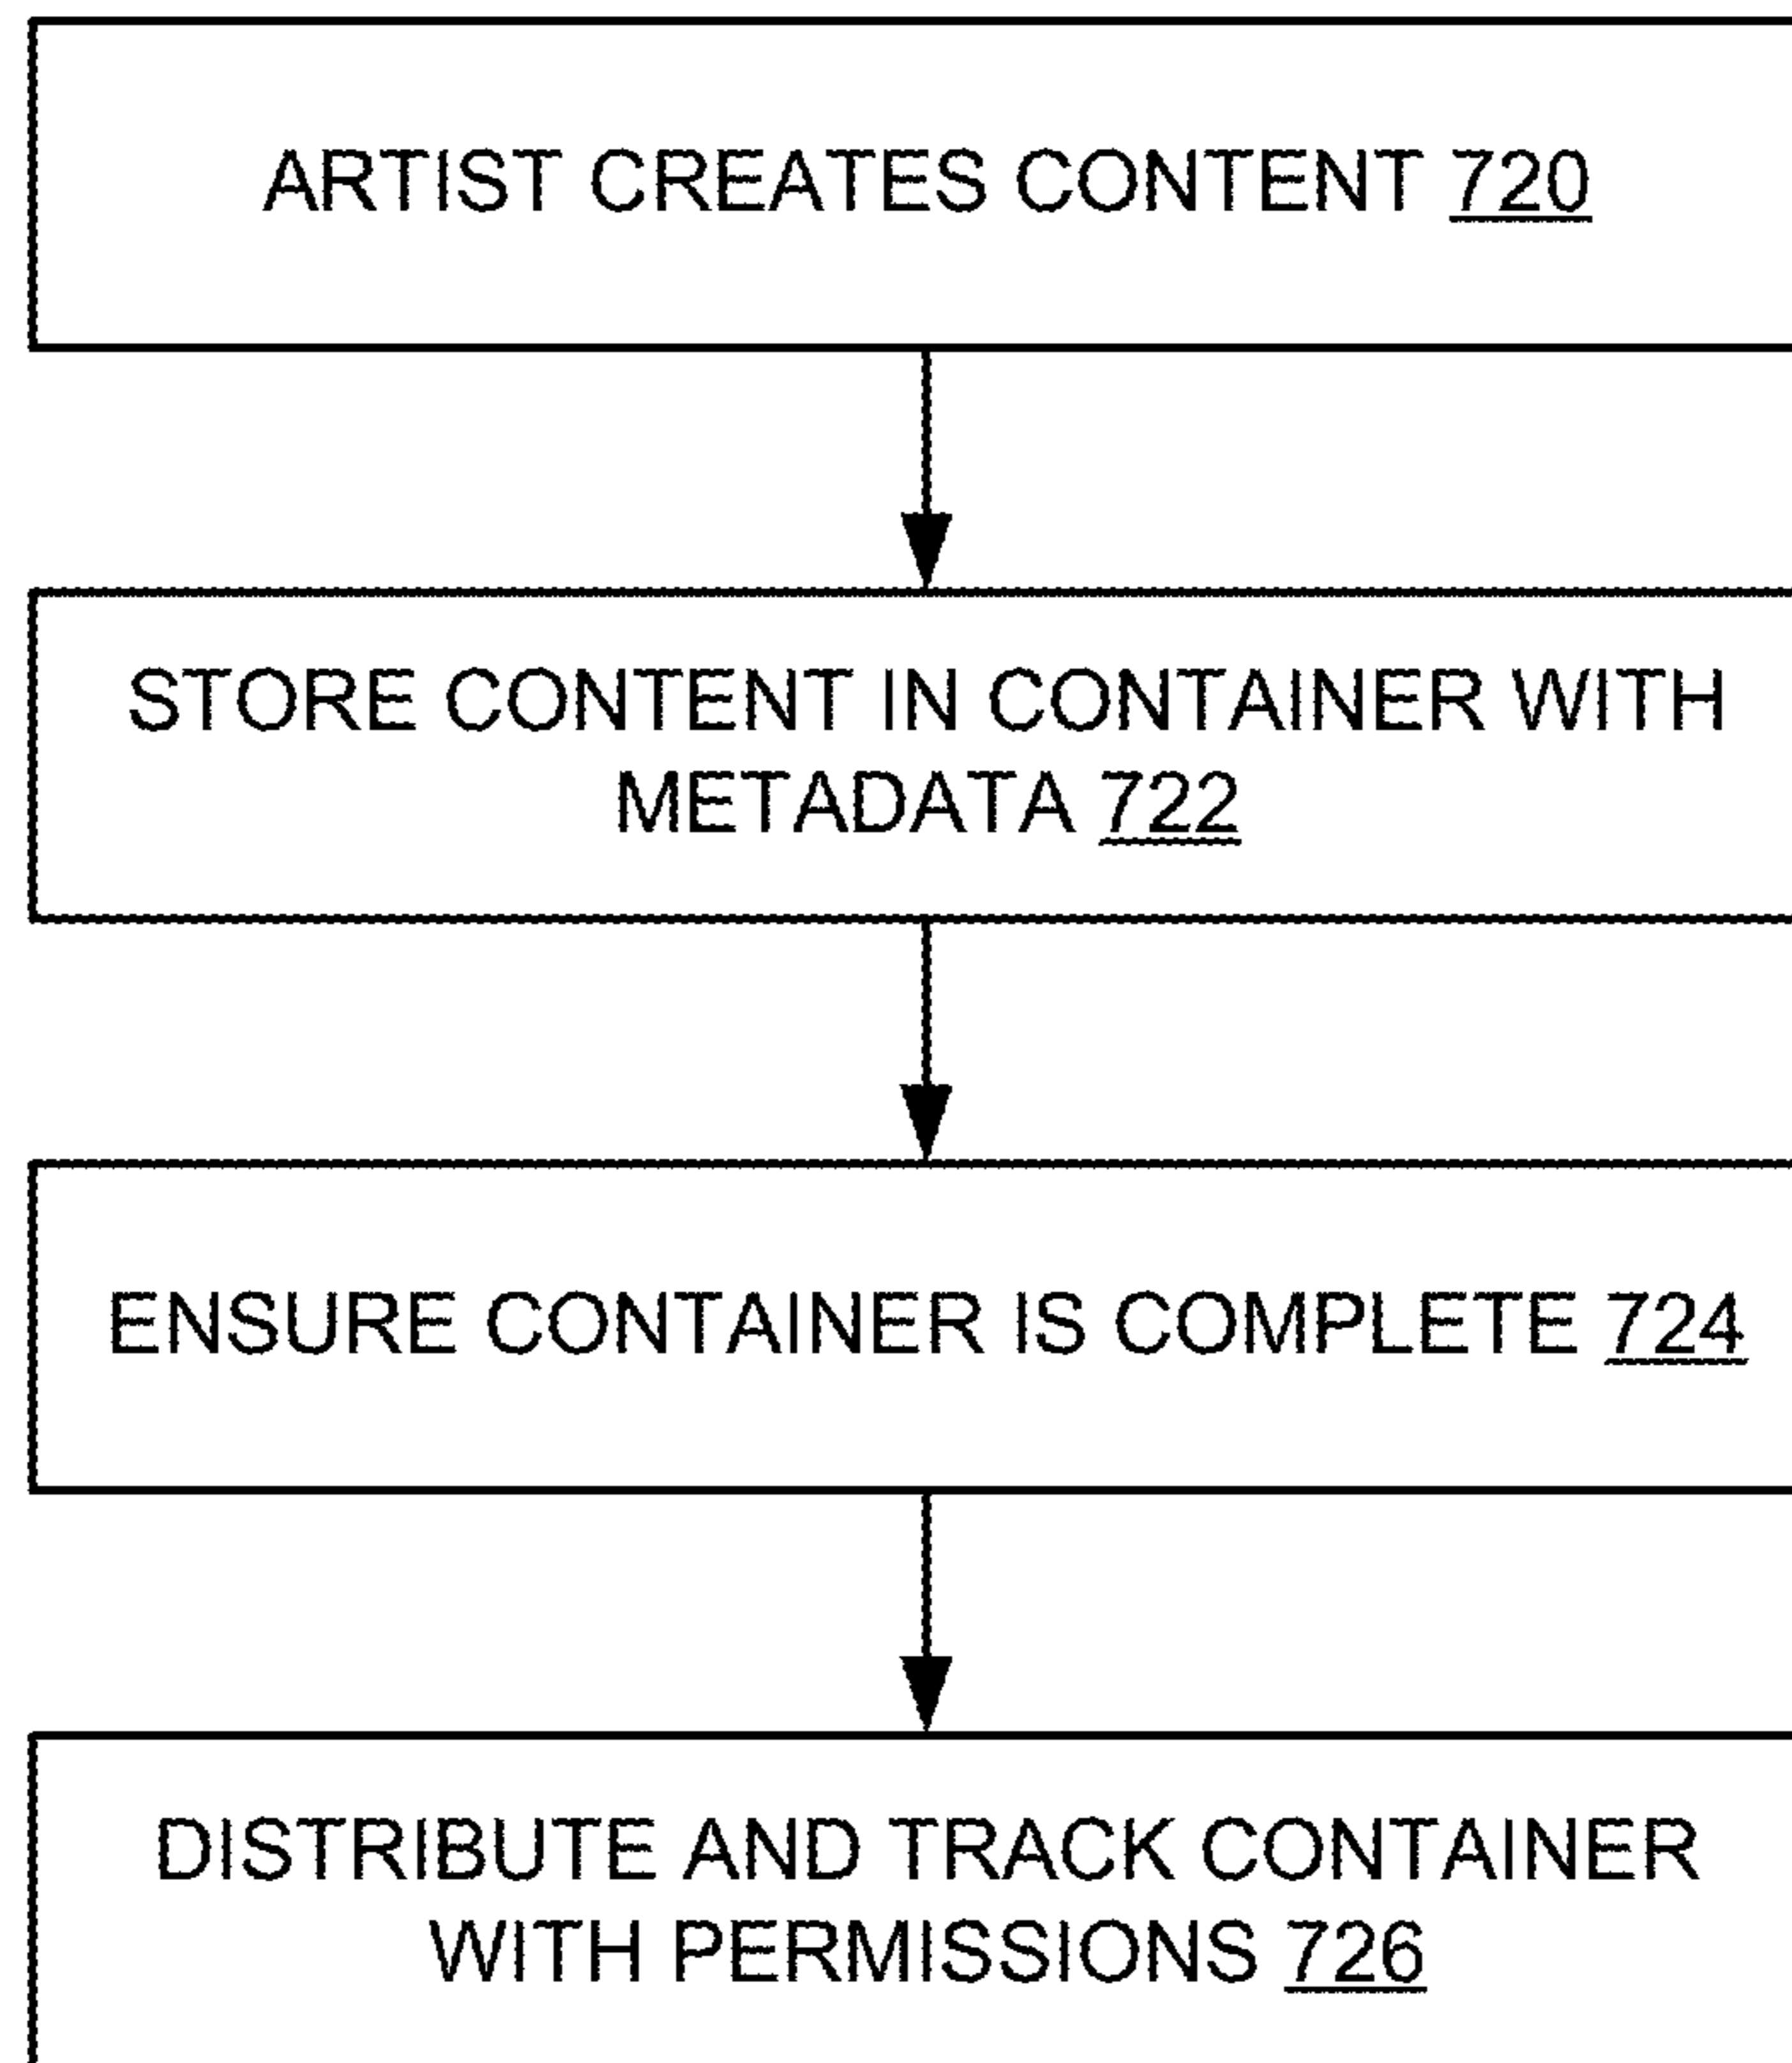 ARTIST CREATES CONTENT 720
STORE CONTENT IN CONTAINER WITH
METADATA 722
ENSURE CONTAINER IS COMPLETE 724
DISTRIBUTE AND TRACK CONTAINER
WITH PERMISSIONS 726